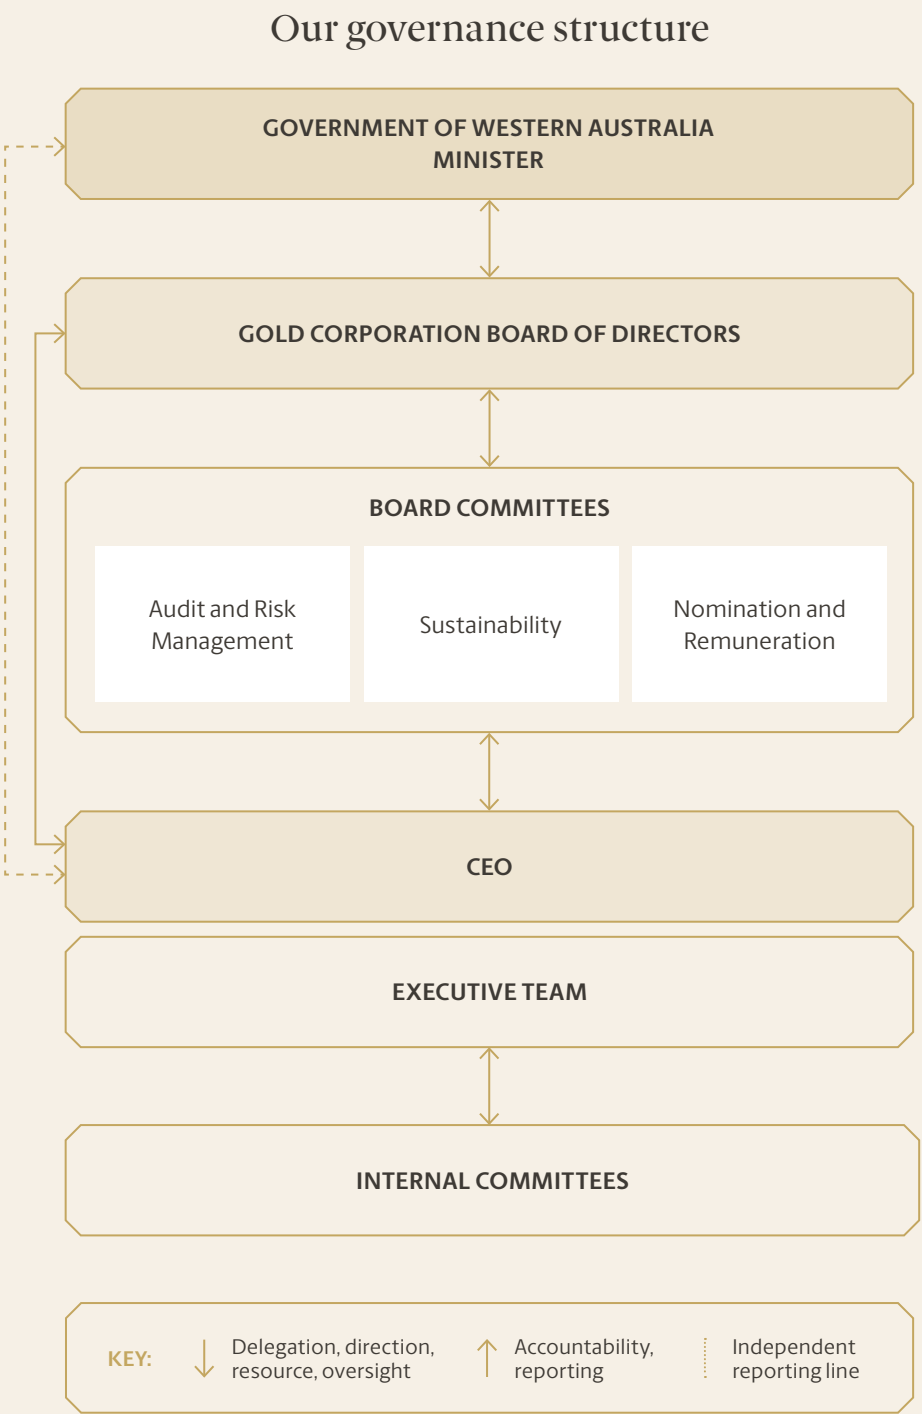 Our governance structure
GOVERNMENT OF WESTERN AUSTRALIA
MINISTER
GOLD CORPORATION BOARD OF DIRECTORS
BOARD COMMITTEES
Audit and Risk
Management
Sustainability
Nomination and
Remuneration
CEO
EXECUTIVE TEAM
INTERNAL COMMITTEES
KEY:
Delegation, direction,
resource, oversight
Accountability,
reporting
Independent
reporting line